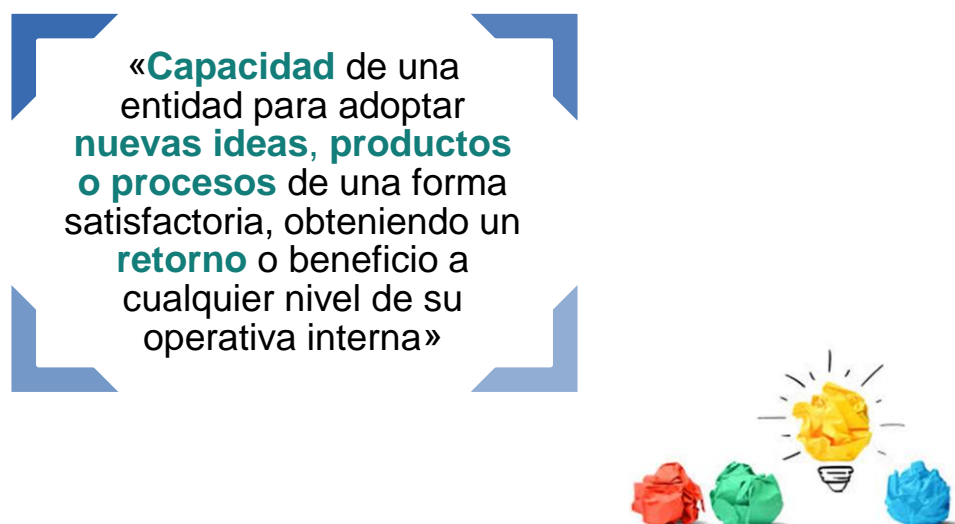 «Capacidad de una
entidad para adoptar
nuevas ideas, productos
o procesos de una forma
satisfactoria, obteniendo un
retorno o beneficio a
cualquier nivel de su
operativa interna»